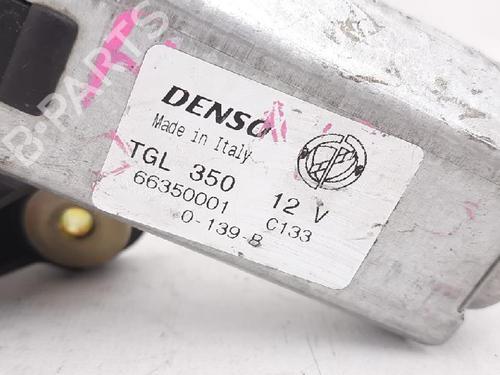 DENSO
Made in Italy
TGL 350 12 V
66350001 C133
0-139-B
B-PARTS